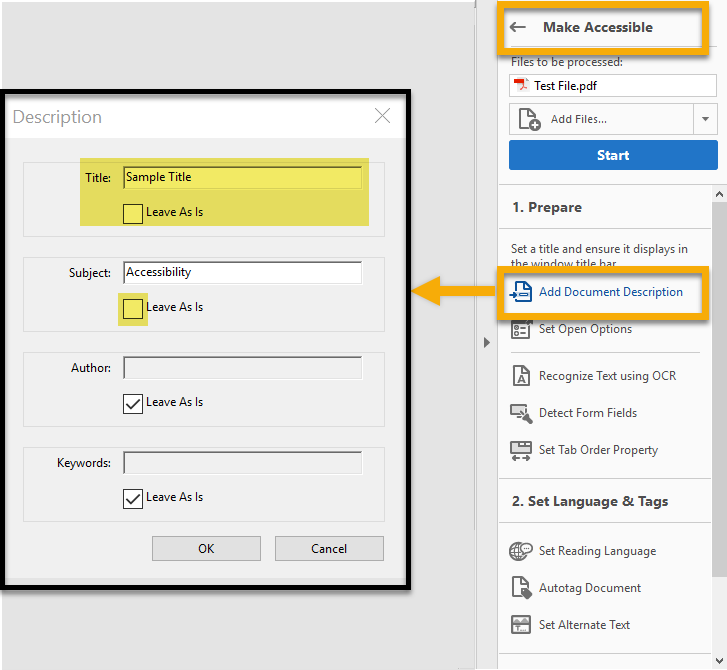 Description
Title:
Sample Title
Leave As Is
Subject:
Accessibility
Leave As Is
Author:
Leave As Is
Keywords:
Leave As Is
OK
Cancel
Make Accessible
Files to be processed:
Test File.pdf
Add Files...
Start
1. Prepare
Set a title and ensure it displays in
the window title bar
Add Document Description
Set Open Options
Recognize Text using OCR
Detect Form Fields
Set Tab Order Property
2. Set Language & Tags
Set Reading Language
Autotag Document
Set Alternate Text